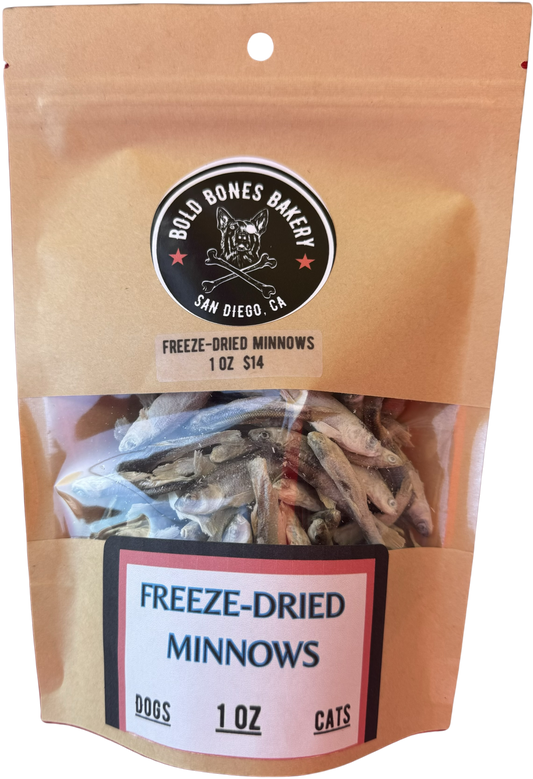 BOLD BONES BAKERY
SAN DIEGO, CA
FREEZE-DRIED MINNOWS
1 OZ $14
FREEZE-DRIED
MINNOWS
DOGS 1 OZ CATS